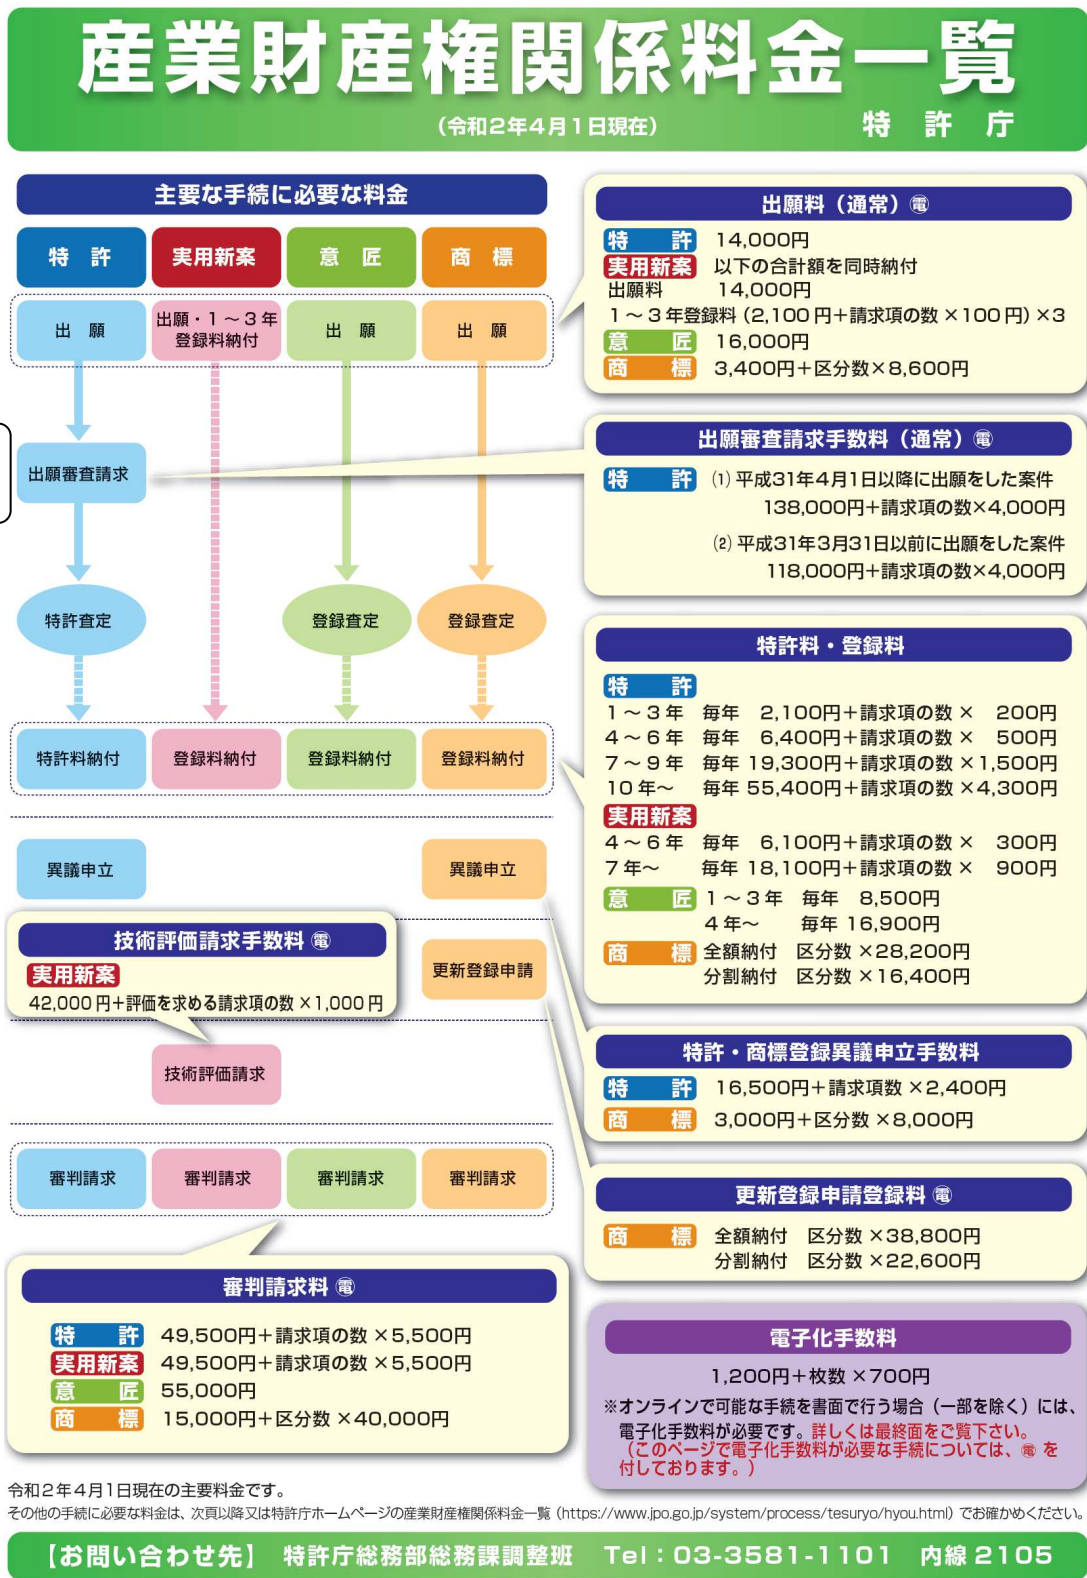 産業財産権関係料金一覧
(令和2年4月1日現在)
特許庁
主要な手続に必要な料金
特許
実用新案
意匠
商標
出願
出願・1～3年
登録料納付
出願
出願
出願審査請求
特許査定
登録査定
登録査定
特許料納付
登録料納付
登録料納付
登録料納付
異議申立
異議申立
更新登録申請
技術評価請求手数料 電
実用新案
42,000円＋評価を求める請求項の数×1,000円
技術評価請求
審判請求
審判請求
審判請求
審判請求
出願料（通常）電
特許 14,000円
実用新案 以下の合計額を同時納付
出願料 14,000円
1～3年登録料（2,100円＋請求項の数×100円）×3
意匠 16,000円
商標 3,400円＋区分数×8,600円
出願審査請求手数料（通常）電
特許 (1) 平成31年4月1日以降に出願をした案件
138,000円＋請求項の数×4,000円
(2) 平成31年3月31日以前に出願をした案件
118,000円＋請求項の数×4,000円
特許料・登録料
特許
1～3年 毎年 2,100円＋請求項の数× 200円
4～6年 毎年 6,400円＋請求項の数× 500円
7～9年 毎年 19,300円＋請求項の数×1,500円
10年～ 毎年 55,400円＋請求項の数×4,300円
実用新案
4～6年 毎年 6,100円＋請求項の数× 300円
7年～ 毎年 18,100円＋請求項の数× 900円
意匠 1～3年 毎年 8,500円
4年～ 毎年 16,900円
商標 全額納付 区分数×28,200円
分割納付 区分数×16,400円
特許・商標登録異議申立手数料
特許 16,500円＋請求項数×2,400円
商標 3,000円＋区分数×8,000円
更新登録申請登録料 電
商標 全額納付 区分数×38,800円
分割納付 区分数×22,600円
審判請求料 電
特許 49,500円＋請求項の数×5,500円
実用新案 49,500円＋請求項の数×5,500円
意匠 55,000円
商標 15,000円＋区分数×40,000円
電子化手数料
1,200円＋枚数×700円
※オンラインで可能な手続を書面で行う場合（一部を除く）には、
電子化手数料が必要です。詳しくは最終面をご覧下さい。
（このページで電子化手数料が必要な手続については、電 を
付しております。）
令和2年4月1日現在の主要料金です。
その他の手続に必要な料金は、次頁以降又は特許庁ホームページの産業財産権関係料金一覧（https://www.jpo.go.jp/system/process/tesuryo/hyou.html）でお確かめください。
【お問い合わせ先】 特許庁総務部総務課調整班 Tel：03-3581-1101 内線2105